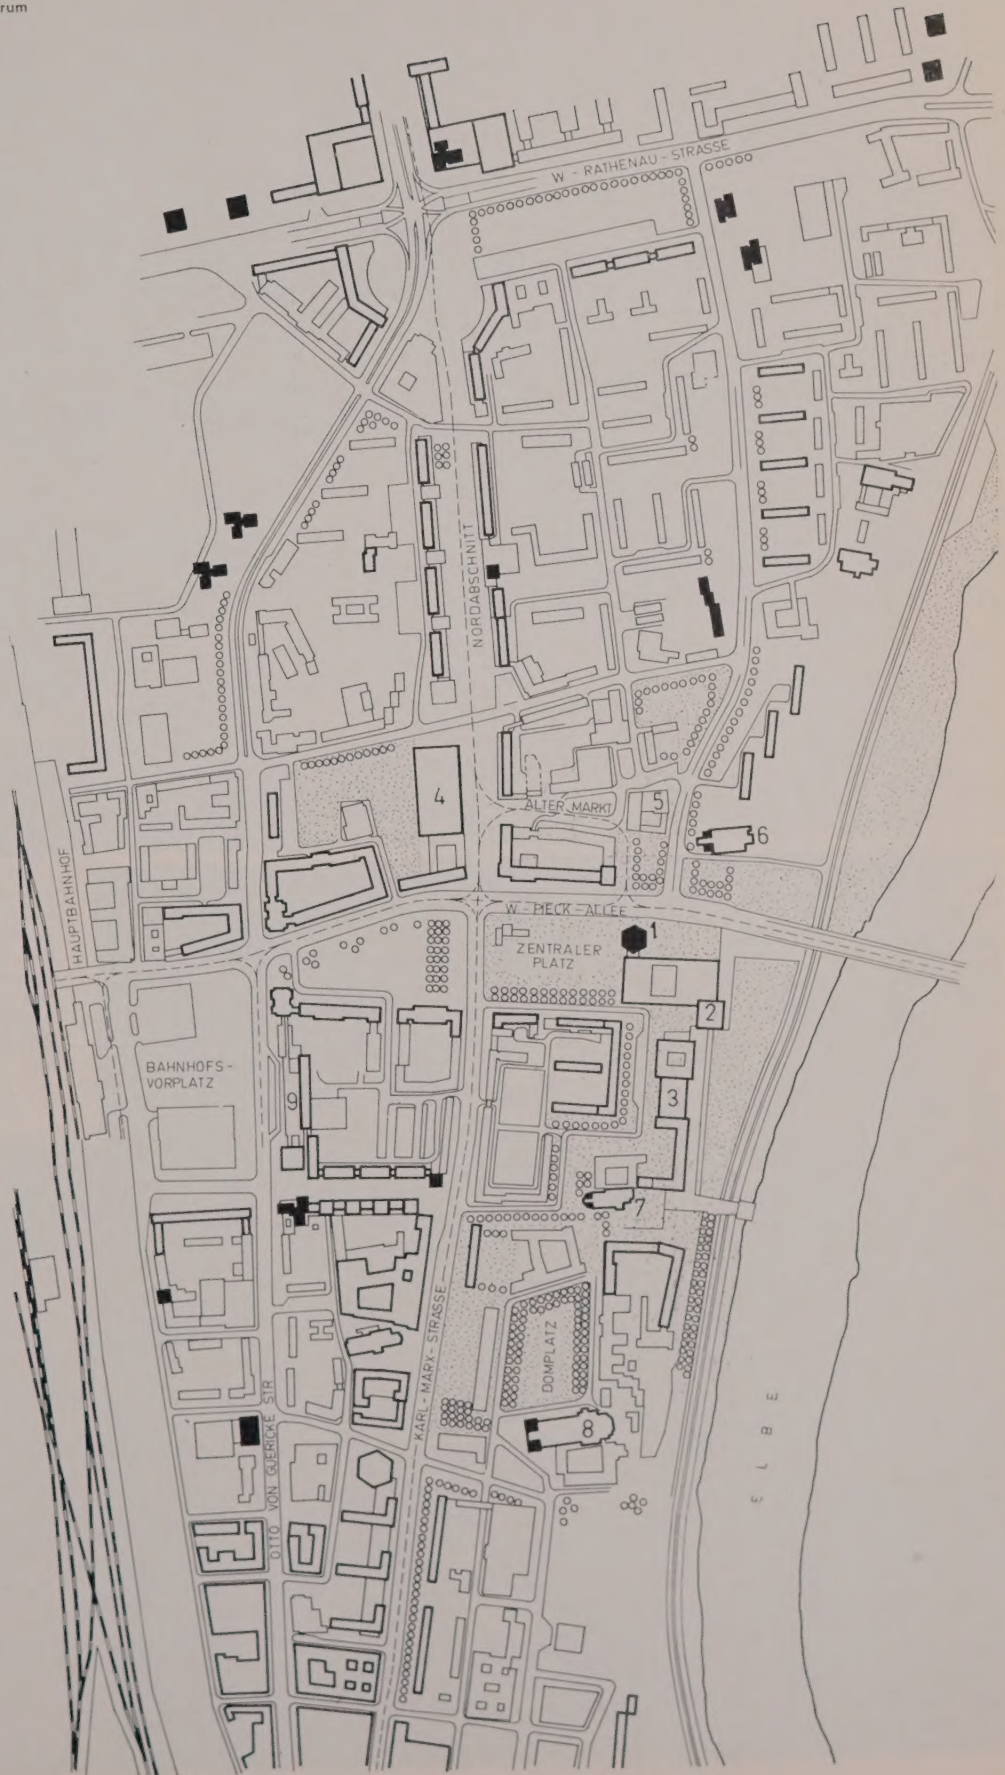 rum
W - RATHENAU - STRASSE
NORDABSCHNITT
4
ALTER MARKT
5
6
HAUPTBAHNHOF
W - PIECK - ALLEE
1
ZENTRALER
PLATZ
2
BAHNHOFS-
VORPLATZ
9
3
7
KARL - MARX - STRASSE
DOMPLATZ
8
ELBE
OTTO VON GUERICKE STR